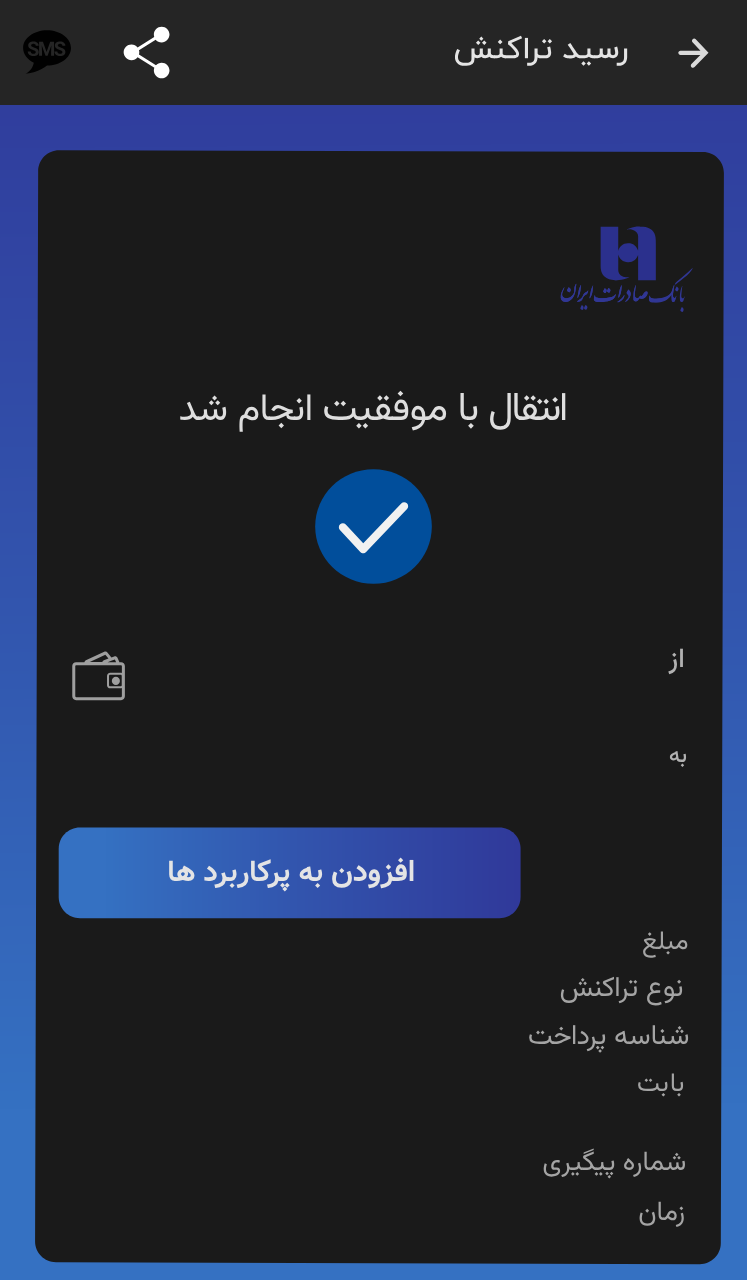 رسید تراکنش
SMS
بانک صادرات ایران
انتقال با موفقیت انجام شد
از
به
افزودن به پرکاربرد ها
مبلغ
نوع تراکنش
شناسه پرداخت
بابت
شماره پیگیری
زمان